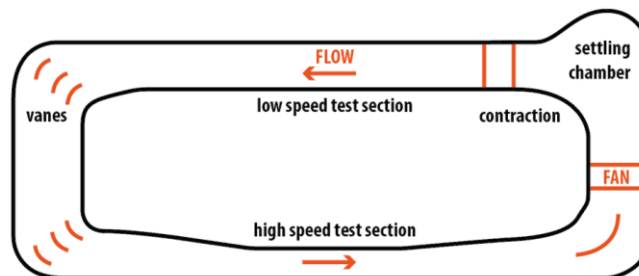 FLOW
settling
chamber
vanes
low speed test section
contraction
FAN
high speed test section